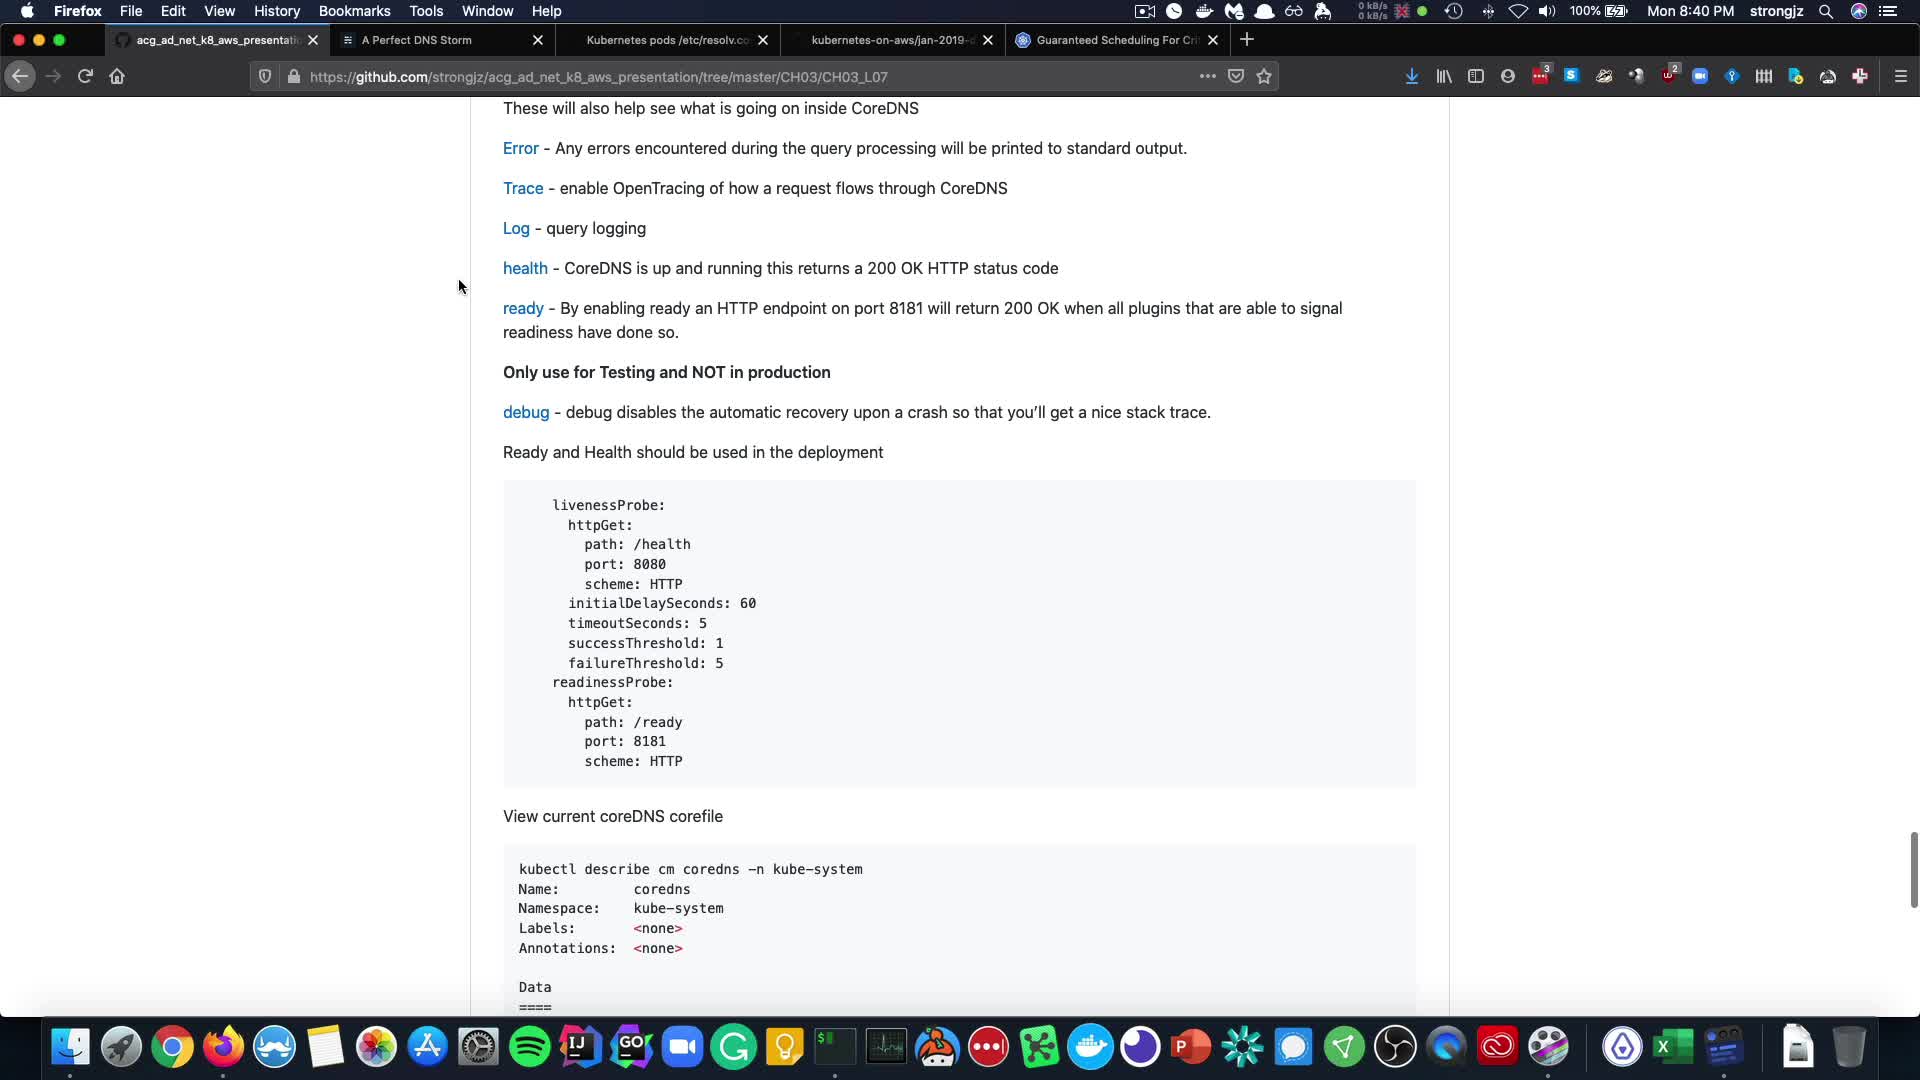 Firefox File Edit View History Bookmarks Tools Window Help 0 kB/s 0 kB/s 100% Mon 8:40 PM strongjz
acg_ad_net_k8_aws_presentatio A Perfect DNS Storm Kubernetes pods /etc/resolv.co kubernetes-on-aws/jan-2019-d Guaranteed Scheduling For Cri
https://github.com/strongjz/acg_ad_net_k8_aws_presentation/tree/master/CH03/CH03_L07 3 2
These will also help see what is going on inside CoreDNS
Error - Any errors encountered during the query processing will be printed to standard output.
Trace - enable OpenTracing of how a request flows through CoreDNS
Log - query logging
health - CoreDNS is up and running this returns a 200 OK HTTP status code
ready - By enabling ready an HTTP endpoint on port 8181 will return 200 OK when all plugins that are able to signal
readiness have done so.
Only use for Testing and NOT in production
debug - debug disables the automatic recovery upon a crash so that you’ll get a nice stack trace.
Ready and Health should be used in the deployment
livenessProbe:
httpGet:
path: /health
port: 8080
scheme: HTTP
initialDelaySeconds: 60
timeoutSeconds: 5
successThreshold: 1
failureThreshold: 5
readinessProbe:
httpGet:
path: /ready
port: 8181
scheme: HTTP
View current coreDNS corefile
kubectl describe cm coredns -n kube-system
Name: coredns
Namespace: kube-system
Labels: <none>
Annotations: <none>
Data
====
IJ GO $ P X